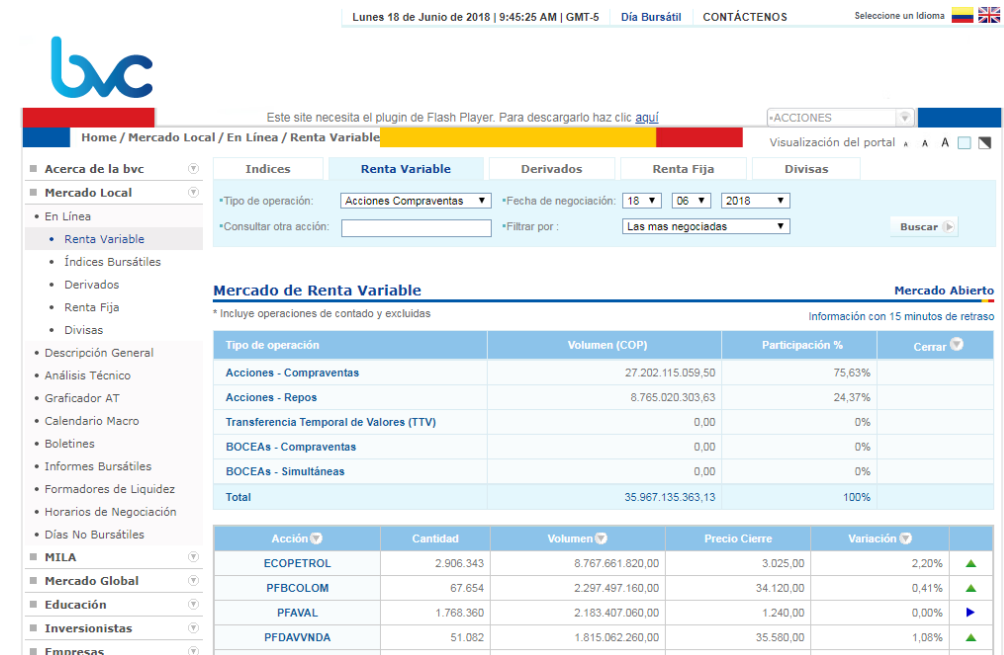 Lunes 18 de Junio de 2018 | 9:45:25 AM | GMT-5 Día Bursátil CONTÁCTENOS Seleccione un Idioma
bvc
Este site necesita el plugin de Flash Player. Para descargarlo haz clic aquí •ACCIONES
Home / Mercado Local / En Línea / Renta Variable
Visualización del portal A A A
Acerca de la bvc
Mercado Local
• En Línea
• Renta Variable
• Índices Bursátiles
• Derivados
• Renta Fija
• Divisas
• Descripción General
• Análisis Técnico
• Graficador AT
• Calendario Macro
• Boletines
• Informes Bursátiles
• Formadores de Liquidez
• Horarios de Negociación
• Días No Bursátiles
MILA
Mercado Global
Educación
Inversionistas
Empresas
Indices Renta Variable Derivados Renta Fija Divisas
•Tipo de operación: Acciones Compraventas •Fecha de negociación: 18 06 2018
•Consultar otra acción: •Filtrar por : Las mas negociadas Buscar
Mercado de Renta Variable Mercado Abierto
* Incluye operaciones de contado y excluidas Información con 15 minutos de retraso
Tipo de operación Volumen (COP) Participación % Cerrar
Acciones - Compraventas 27.202.115.059,50 75,63%
Acciones - Repos 8.765.020.303,63 24,37%
Transferencia Temporal de Valores (TTV) 0,00 0%
BOCEAs - Compraventas 0,00 0%
BOCEAs - Simultáneas 0,00 0%
Total 35.967.135.363,13 100%
Acción Cantidad Volumen Precio Cierre Variación
ECOPETROL 2.906.343 8.767.661.820,00 3.025,00 2,20%
PFBCOLOM 67.654 2.297.497.160,00 34.120,00 0,41%
PFAVAL 1.768.360 2.183.407.060,00 1.240,00 0,00%
PFDAVVNDA 51.082 1.815.062.260,00 35.580,00 1,08%